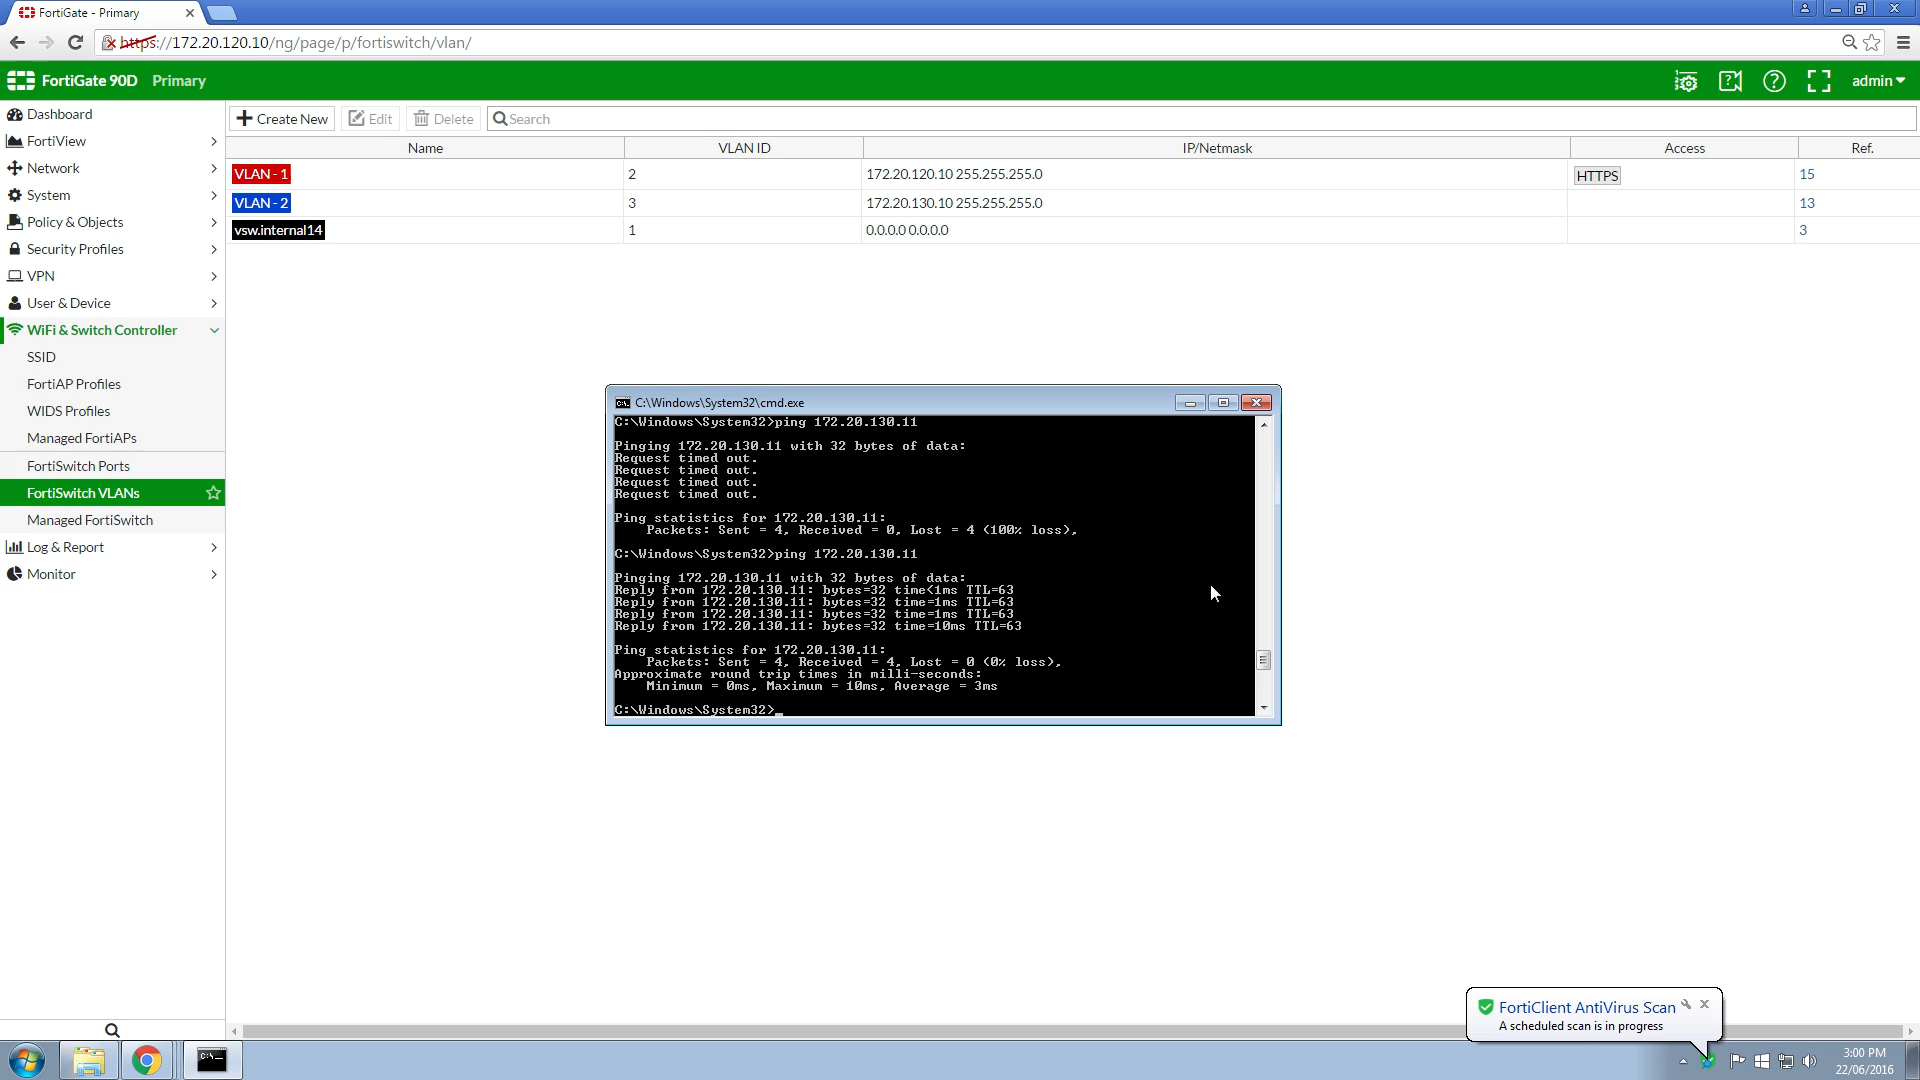 FortiGate - Primary
https://172.20.120.10/ng/page/p/fortiswitch/vlan/
FortiGate 90D Primary
admin
Dashboard
FortiView
Network
System
Policy & Objects
Security Profiles
VPN
User & Device
WiFi & Switch Controller
SSID
FortiAP Profiles
WIDS Profiles
Managed FortiAPs
FortiSwitch Ports
FortiSwitch VLANs
Managed FortiSwitch
Log & Report
Monitor
Create New Edit Delete Search
Name VLAN ID IP/Netmask Access Ref.
VLAN - 1 2 172.20.120.10 255.255.255.0 HTTPS 15
VLAN - 2 3 172.20.130.10 255.255.255.0 13
vsw.internal14 1 0.0.0.0 0.0.0.0 3
C:\Windows\System32\cmd.exe
C:\Windows\System32>ping 172.20.130.11
Pinging 172.20.130.11 with 32 bytes of data:
Request timed out.
Request timed out.
Request timed out.
Request timed out.
Ping statistics for 172.20.130.11:
Packets: Sent = 4, Received = 0, Lost = 4 (100% loss),
C:\Windows\System32>ping 172.20.130.11
Pinging 172.20.130.11 with 32 bytes of data:
Reply from 172.20.130.11: bytes=32 time<1ms TTL=63
Reply from 172.20.130.11: bytes=32 time=1ms TTL=63
Reply from 172.20.130.11: bytes=32 time=1ms TTL=63
Reply from 172.20.130.11: bytes=32 time=10ms TTL=63
Ping statistics for 172.20.130.11:
Packets: Sent = 4, Received = 4, Lost = 0 (0% loss),
Approximate round trip times in milli-seconds:
Minimum = 0ms, Maximum = 10ms, Average = 3ms
C:\Windows\System32>_
FortiClient AntiVirus Scan
A scheduled scan is in progress
3:00 PM
22/06/2016